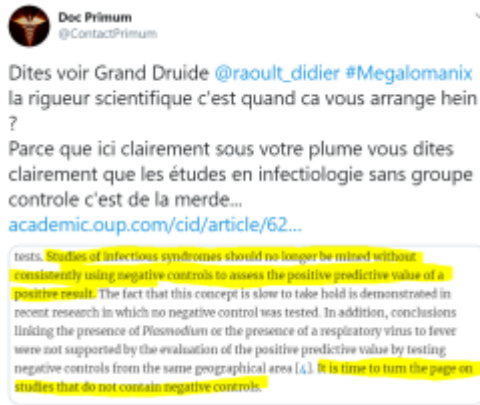 Doc Primum
@ContactPrimum
Dites voir Grand Druide @raoult_didier #Megalomanix
la rigueur scientifique c'est quand ca vous arrange hein
?
Parce que ici clairement sous votre plume vous dites
clairement que les études en infectiologie sans groupe
controle c'est de la merde...
academic.oup.com/cid/article/62...
tests. Studies of infectious syndromes should no longer be mined without
consistently using negative controls to assess the positive predictive value of a
positive result. The fact that this concept is slow to take hold is demonstrated in
recent research in which no negative control was tested. In addition, conclusions
linking the presence of Plasmodium or the presence of a respiratory virus to fever
were not supported by the evaluation of the positive predictive value by testing
negative controls from the same geographical area [4]. It is time to turn the page on
studies that do not contain negative controls.